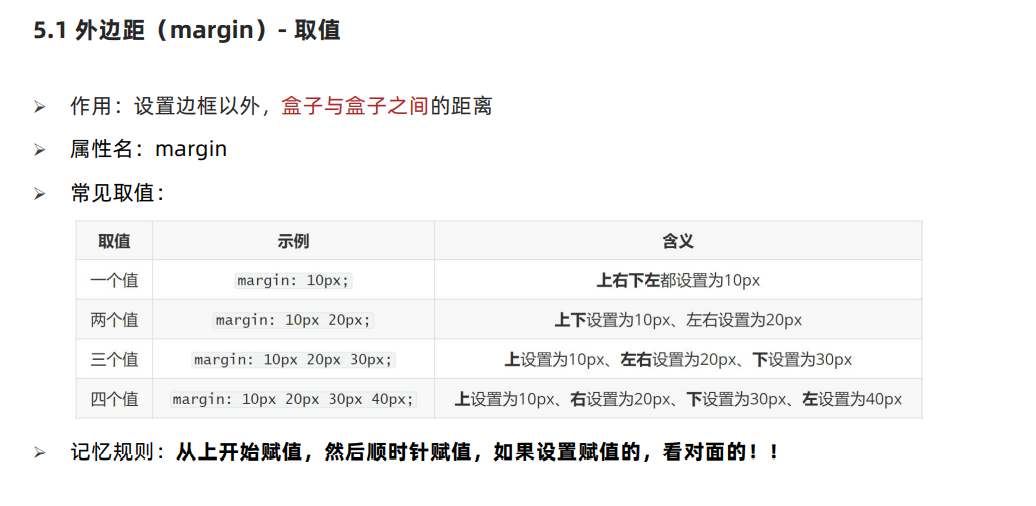 5.1 外边距（margin）- 取值
作用：设置边框以外，盒子与盒子之间的距离
属性名：margin
常见取值：
取值 示例 含义
一个值 margin: 10px; 上右下左都设置为10px
两个值 margin: 10px 20px; 上下设置为10px、左右设置为20px
三个值 margin: 10px 20px 30px; 上设置为10px、左右设置为20px、下设置为30px
四个值 margin: 10px 20px 30px 40px; 上设置为10px、右设置为20px、下设置为30px、左设置为40px
记忆规则：从上开始赋值，然后顺时针赋值，如果设置赋值的，看对面的！！